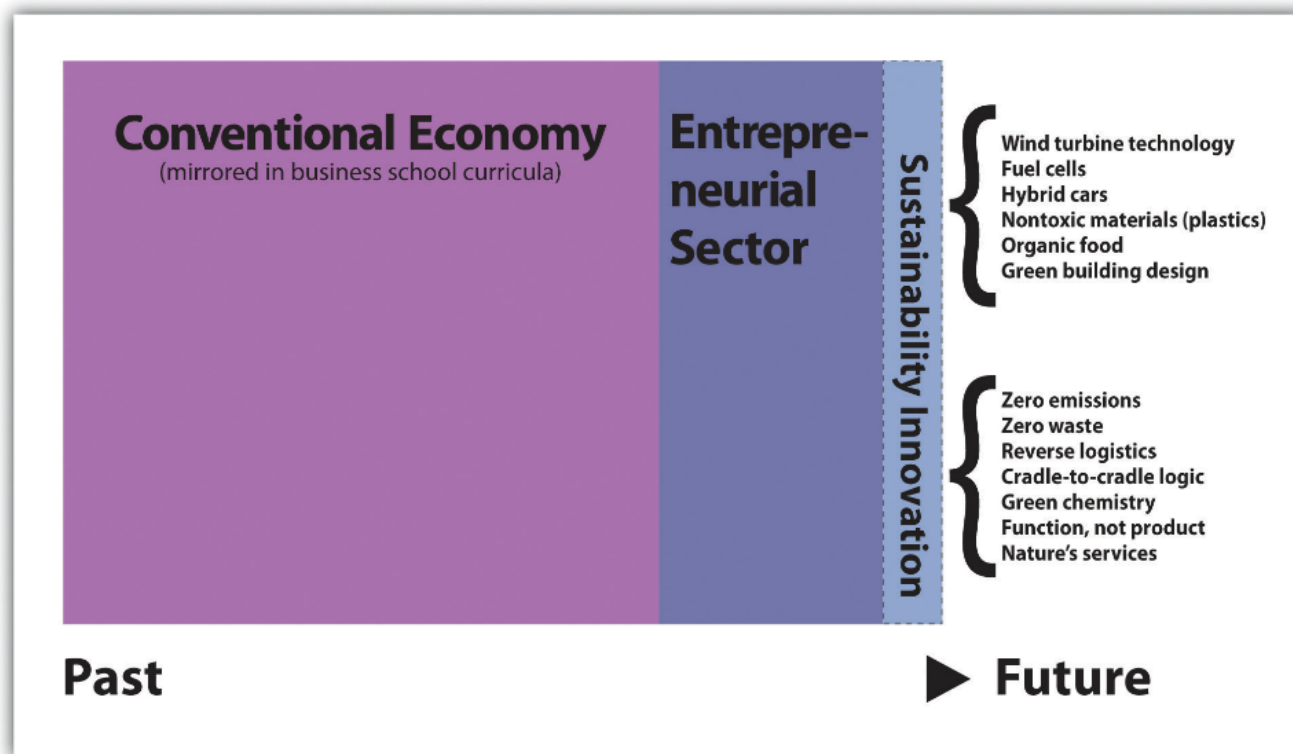 Conventional Economy
(mirrored in business school curricula)
Entrepre-
neurial
Sector
Sustainability Innovation
Wind turbine technology
Fuel cells
Hybrid cars
Nontoxic materials (plastics)
Organic food
Green building design
Zero emissions
Zero waste
Reverse logistics
Cradle-to-cradle logic
Green chemistry
Function, not product
Nature’s services
Past
Future